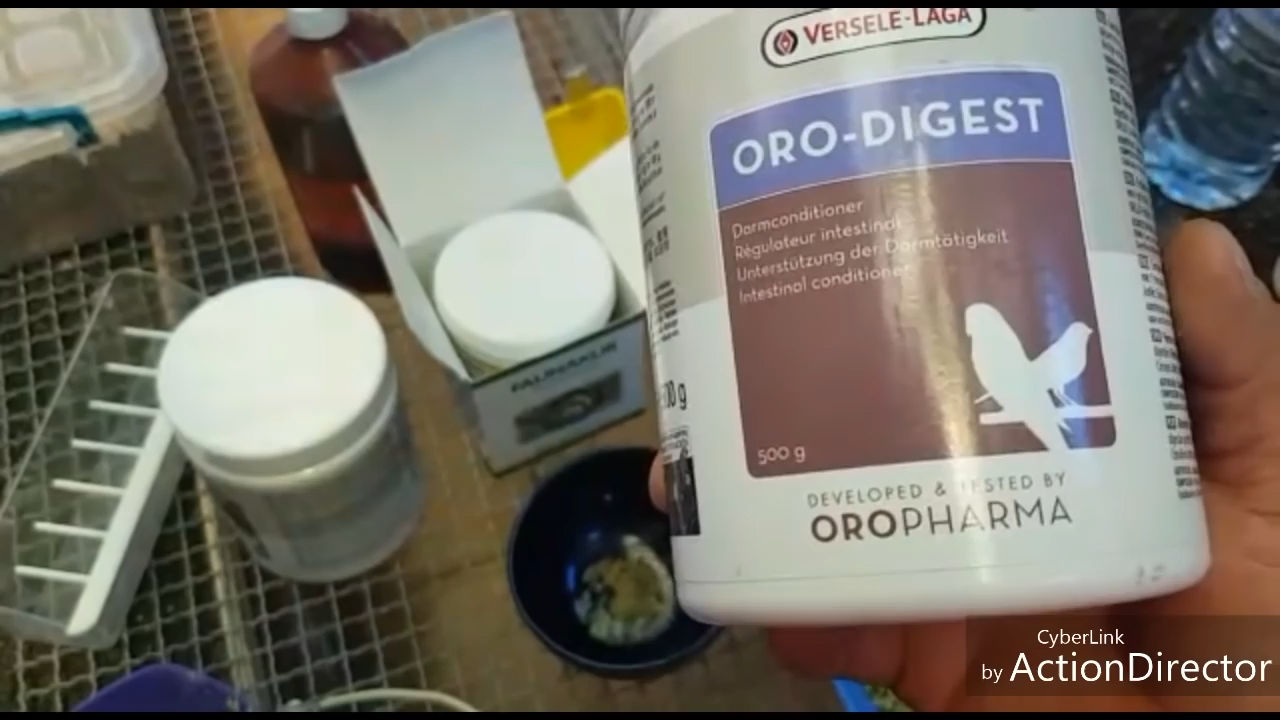 VERSELE-LAGA
ORO-DIGEST
Darmconditioner
Régulateur intestinal
Unterstützung der Darmtätigkeit
Intestinal conditioner
500 g
DEVELOPED & TESTED BY
OROPHARMA
CyberLink
by ActionDirector